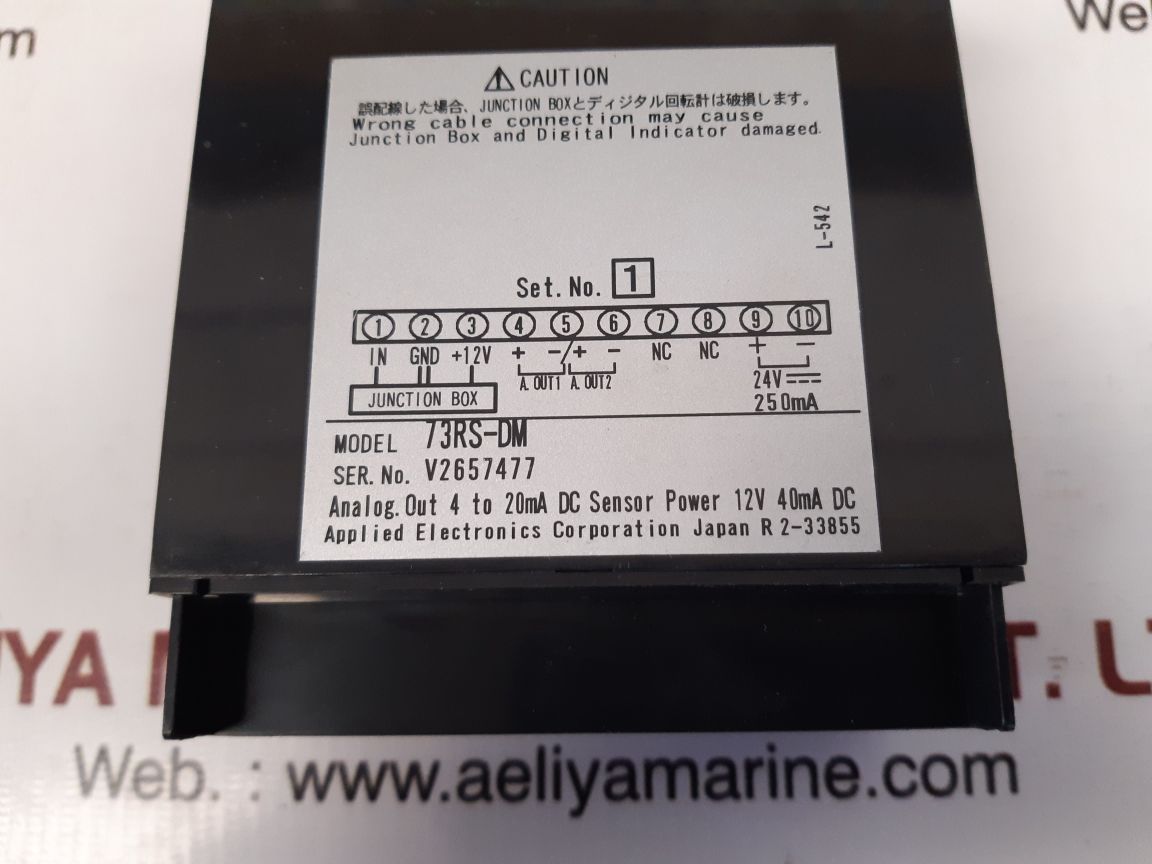 ⚠ CAUTION
誤配線した場合、JUNCTION BOXとディジタル回転計は破損します。
Wrong cable connection may cause
Junction Box and Digital Indicator damaged.
L-542
Set. No. 1
1 2 3 4 5 6 7 8 9 10
IN GND +12V + -/+ - NC NC + -
A. OUT1 A. OUT2 24V⎓
JUNCTION BOX 250mA
MODEL 73RS-DM
SER. No. V2657477
Analog. Out 4 to 20mA DC Sensor Power 12V 40mA DC
Applied Electronics Corporation Japan R 2-33855
Web. : www.aeliyamarine.com